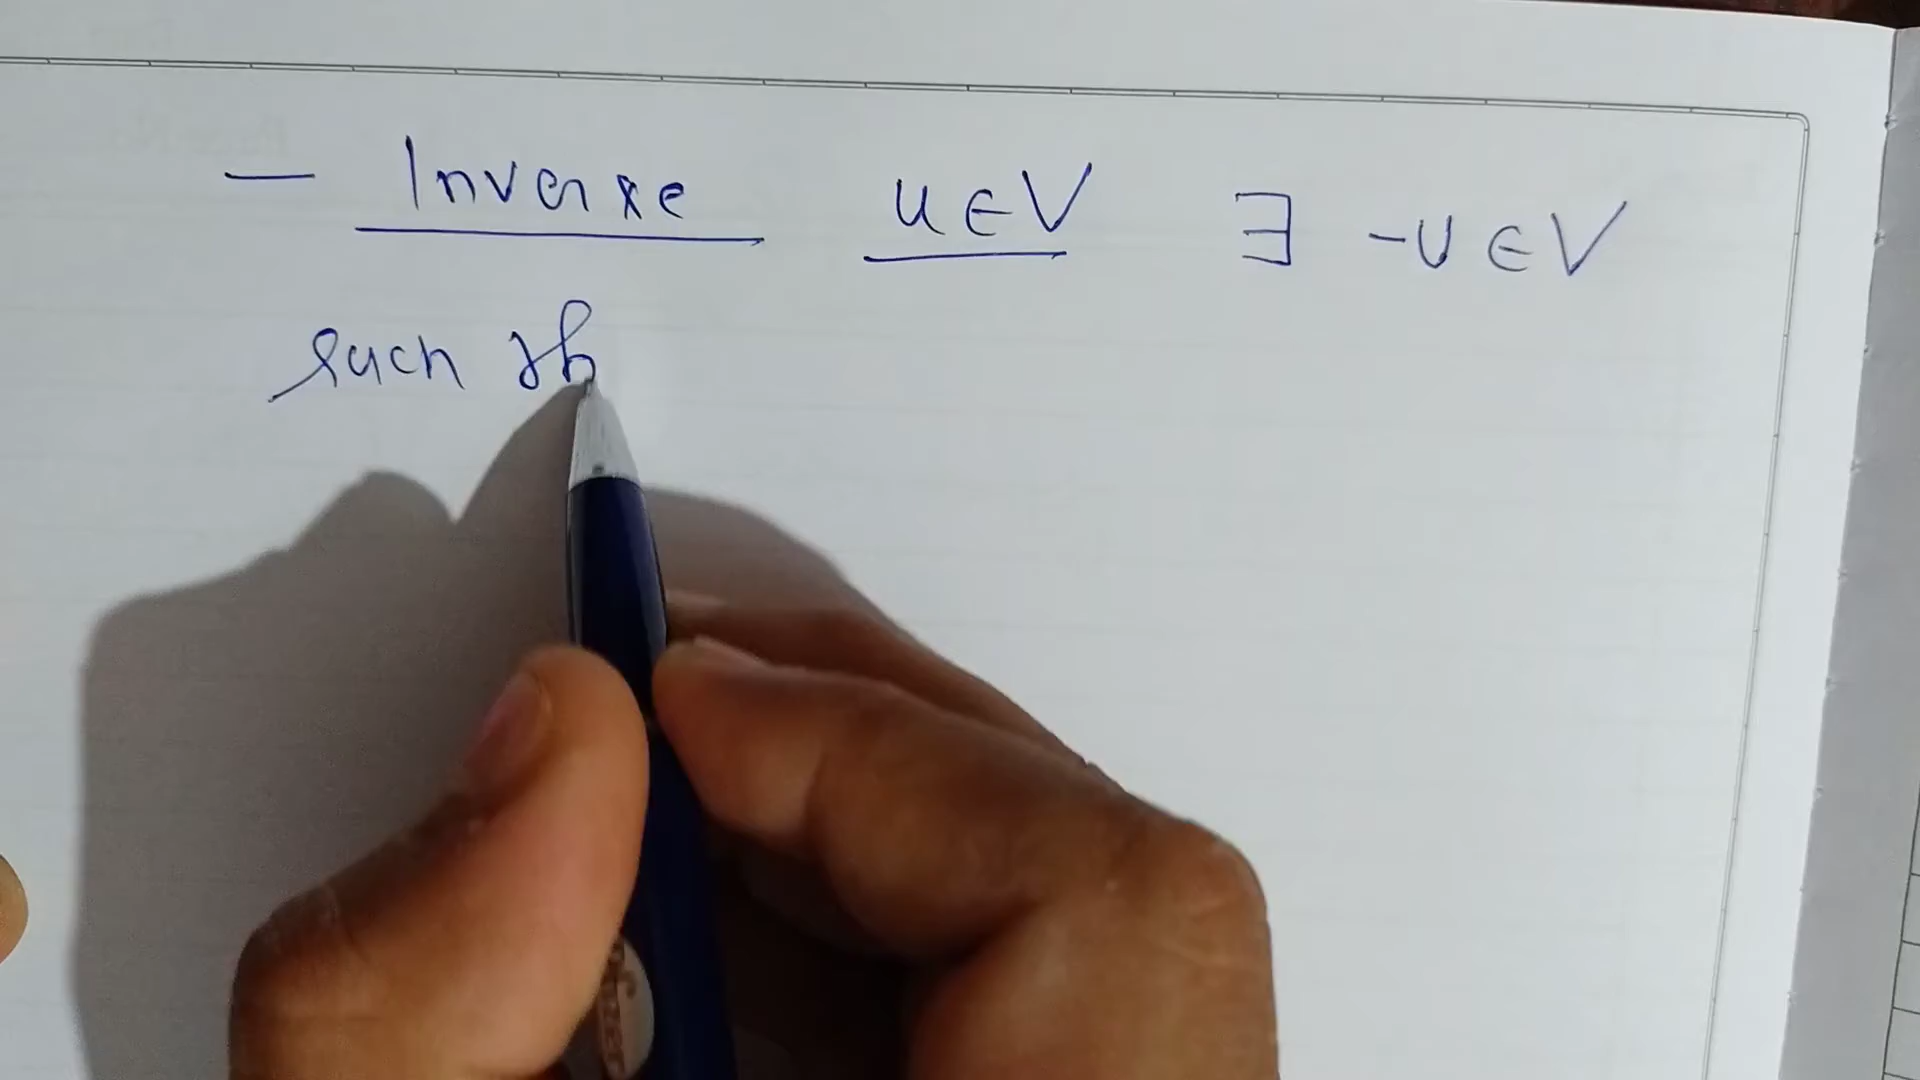 — Inverse u∈V ∃ -u∈V
such th